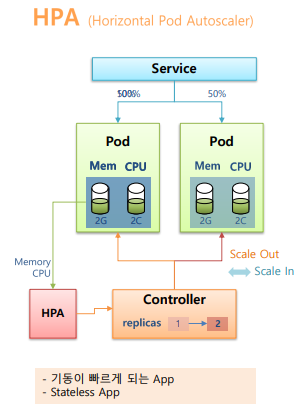 HPA (Horizontal Pod Autoscaler)
Service
50%
Pod
Pod
Mem CPU
Mem CPU
2G 2C
2G 2C
Memory
CPU
Scale Out
Scale In
HPA
Controller
replicas 1 2
- 기동이 빠르게 되는 App
- Stateless App